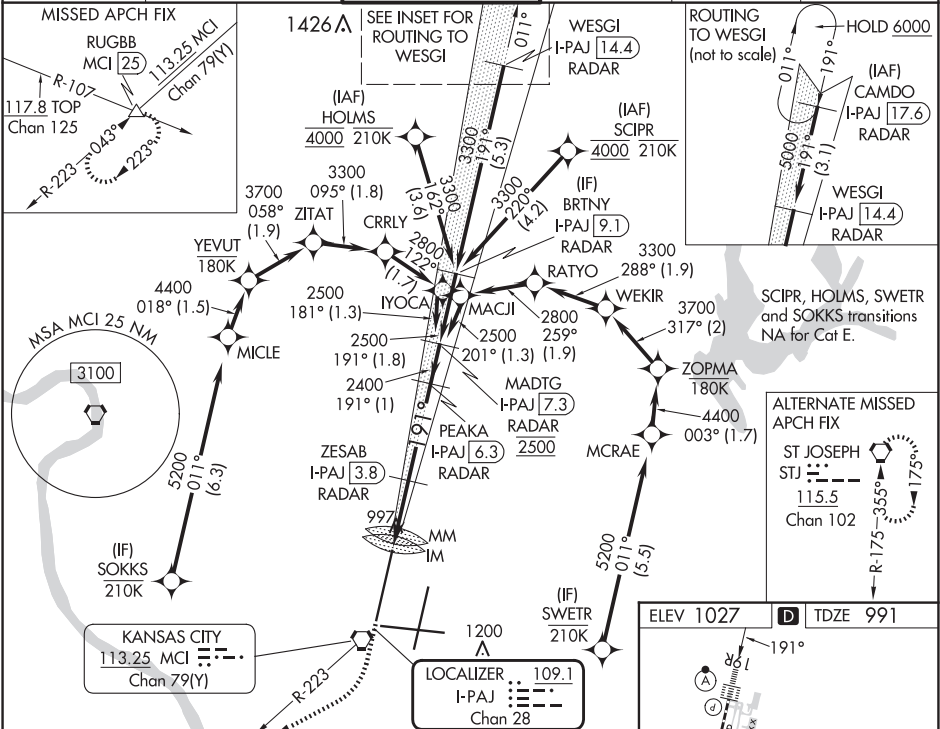 MISSED APCH FIX
RUGBB
MCI 25
113.25 MCI
Chan 79(Y)
R-107
117.8 TOP
Chan 125
R-223
043°
223°
1426
SEE INSET FOR
ROUTING TO
WESGI
011°
WESGI
I-PAJ 14.4
RADAR
ROUTING
TO WESGI
(not to scale)
HOLD 6000
011°
191°
(IAF)
CAMDO
I-PAJ 17.6
RADAR
5000
191°
(3.1)
WESGI
I-PAJ 14.4
RADAR
(IAF)
HOLMS
4000 210K
(IAF)
SCIPR
4000 210K
3300
191°
(5.3)
3300
162°
(3.6)
3300
220°
(4.2)
(IF)
BRTNY
I-PAJ 9.1
RADAR
3300
095° (1.8)
3700
058°
(1.9)
ZITAT
CRRLY
YEVUT
180K
2800
122°
(1.7)
4400
018° (1.5)
MICLE
2500
181° (1.3)
IYOCA
MACJI
RATYO
3300
288° (1.9)
WEKIR
2800
259°
(1.9)
3700
317° (2)
SCIPR, HOLMS, SWETR
and SOKKS transitions
NA for Cat E.
2500
191° (1.8)
2500
201° (1.3)
2400
191° (1)
MADTG
I-PAJ 7.3
RADAR
2500
ZOPMA
180K
4400
003° (1.7)
MCRAE
MSA MCI 25 NM
3100
191°
PEAKA
I-PAJ 6.3
RADAR
ZESAB
I-PAJ 3.8
RADAR
ALTERNATE MISSED
APCH FIX
ST JOSEPH
STJ
115.5
Chan 102
175°
355°
R-175
5200
011°
(6.3)
997
MM
IM
(IF)
SOKKS
210K
5200
011°
(5.5)
(IF)
SWETR
210K
KANSAS CITY
113.25 MCI
Chan 79(Y)
R-223
1200
LOCALIZER 109.1
I-PAJ
Chan 28
ELEV 1027 D TDZE 991
191°
A
P